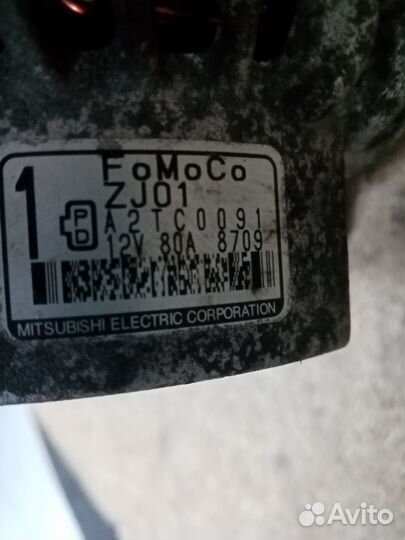 1
FoMoCo
ZJ01
P
D
A2TC0091
12V 80A 8709
MITSUBISHI ELECTRIC CORPORATION
Avito